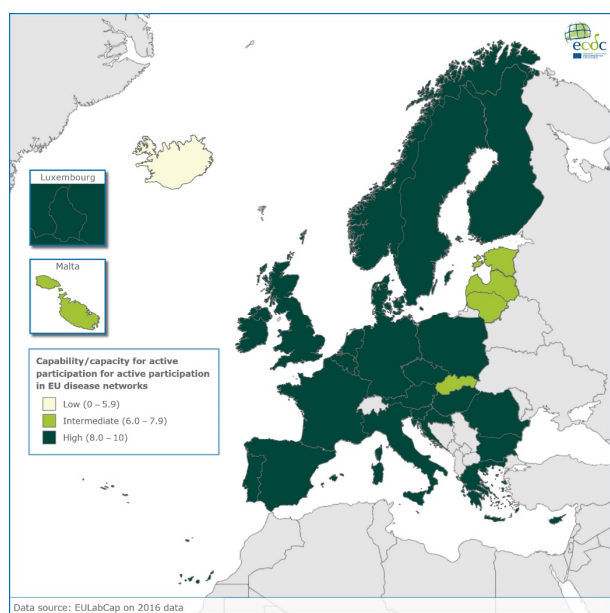 ecdc
Luxembourg
Malta
Capability/capacity for active
participation for active participation
in EU disease networks
Low (0 – 5.9)
Intermediate (6.0 – 7.9)
High (8.0 – 10)
Data source: EULabCap on 2016 data